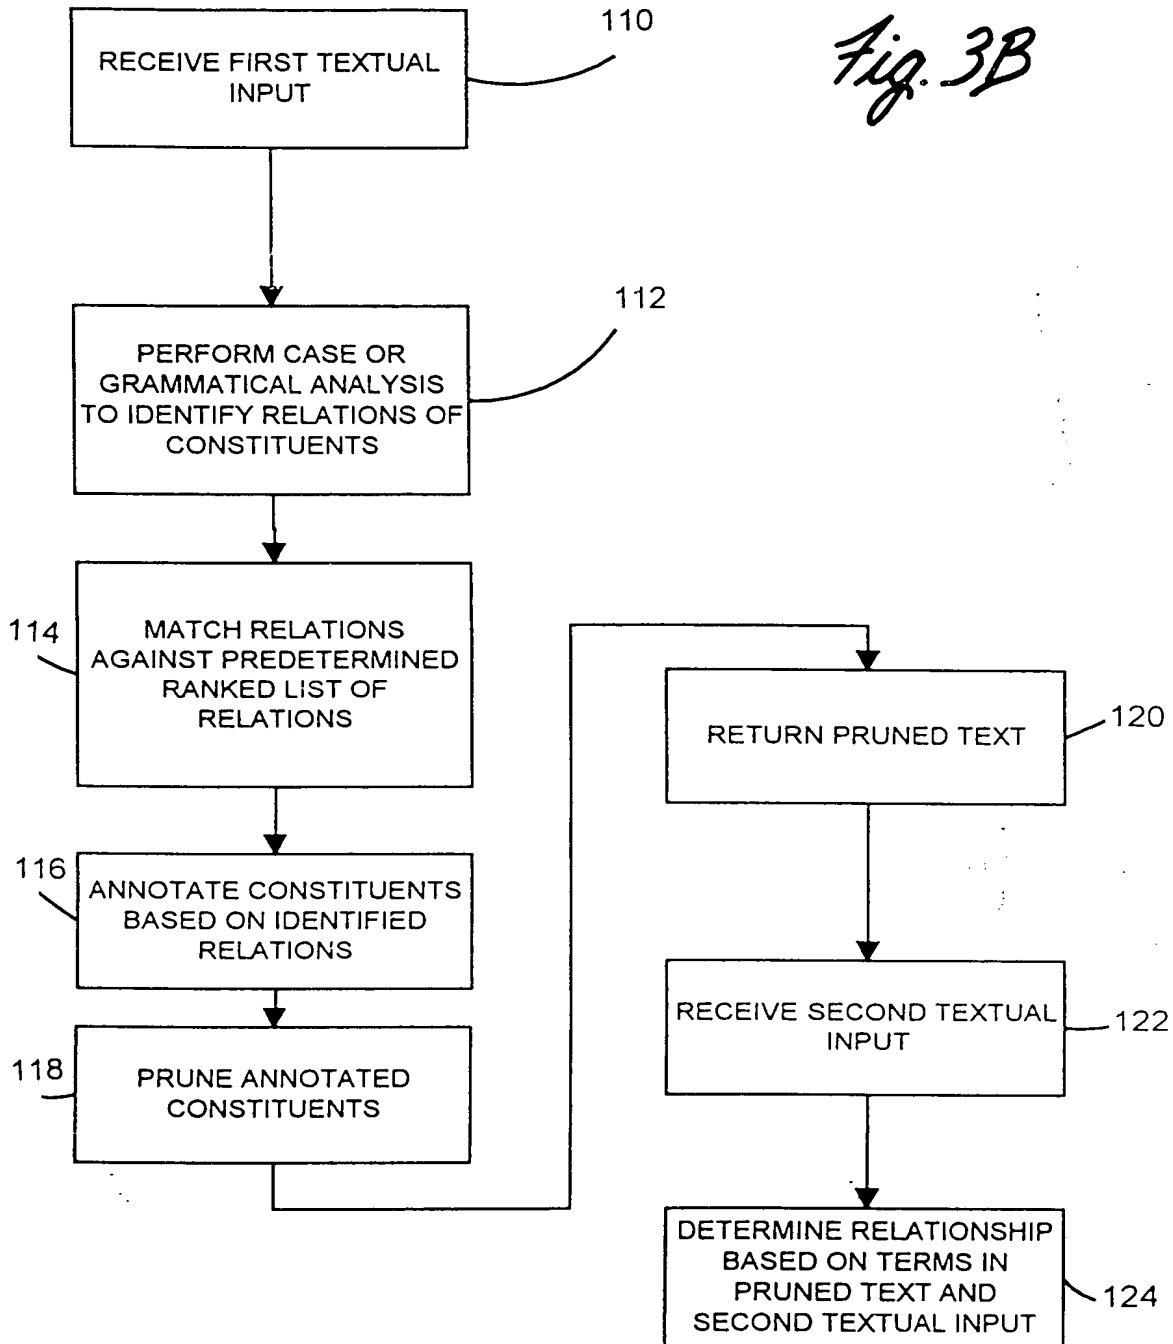 110
Fig. 3B
RECEIVE FIRST TEXTUAL
INPUT
112
PERFORM CASE OR
GRAMMATICAL ANALYSIS
TO IDENTIFY RELATIONS OF
CONSTITUENTS
114
MATCH RELATIONS
AGAINST PREDETERMINED
RANKED LIST OF
RELATIONS
116
ANNOTATE CONSTITUENTS
BASED ON IDENTIFIED
RELATIONS
118
PRUNE ANNOTATED
CONSTITUENTS
RETURN PRUNED TEXT
120
RECEIVE SECOND TEXTUAL
INPUT
122
DETERMINE RELATIONSHIP
BASED ON TERMS IN
PRUNED TEXT AND
SECOND TEXTUAL INPUT
124